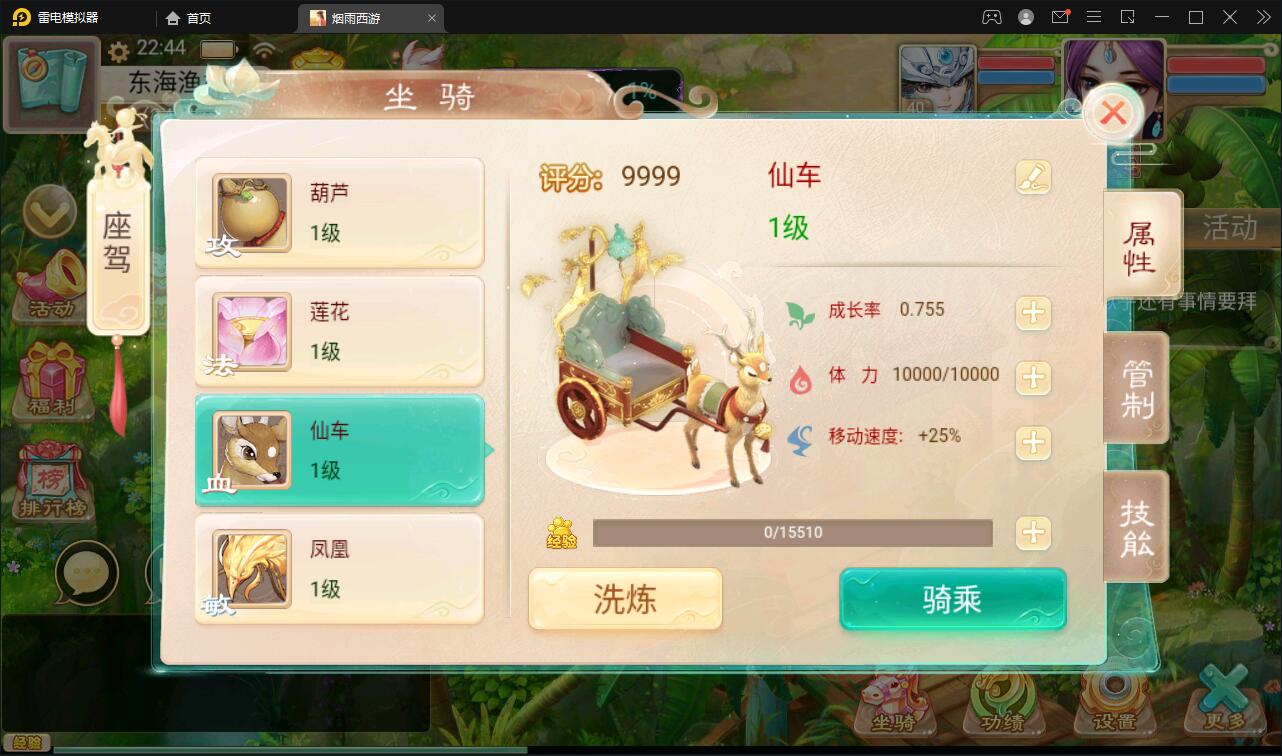 雷电模拟器
首页
烟雨西游
22:44
东海渔
1%
坐骑
40
座驾
葫芦
1级
攻
莲花
1级
法
仙车
1级
血
凤凰
1级
敏
评分: 9999
仙车
1级
成长率 0.755
体 力 10000/10000
移动速度: +25%
经验
0/15510
洗炼
骑乘
属性
管制
技能
活动
还有事情要拜
活动
福利
榜
排行榜
坐骑
功绩
设置
更多
经验